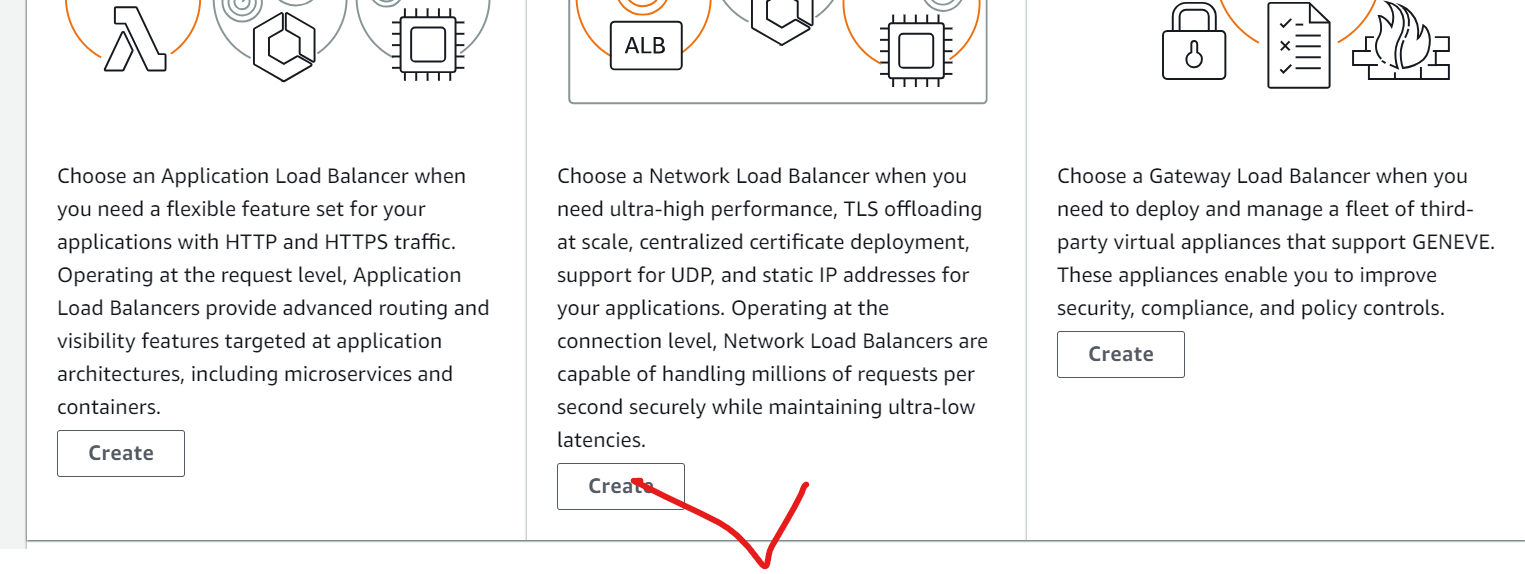 ALB
Choose an Application Load Balancer when
you need a flexible feature set for your
applications with HTTP and HTTPS traffic.
Operating at the request level, Application
Load Balancers provide advanced routing and
visibility features targeted at application
architectures, including microservices and
containers.
Create
Choose a Network Load Balancer when you
need ultra-high performance, TLS offloading
at scale, centralized certificate deployment,
support for UDP, and static IP addresses for
your applications. Operating at the
connection level, Network Load Balancers are
capable of handling millions of requests per
second securely while maintaining ultra-low
latencies.
Create
Choose a Gateway Load Balancer when you
need to deploy and manage a fleet of third-
party virtual appliances that support GENEVE.
These appliances enable you to improve
security, compliance, and policy controls.
Create